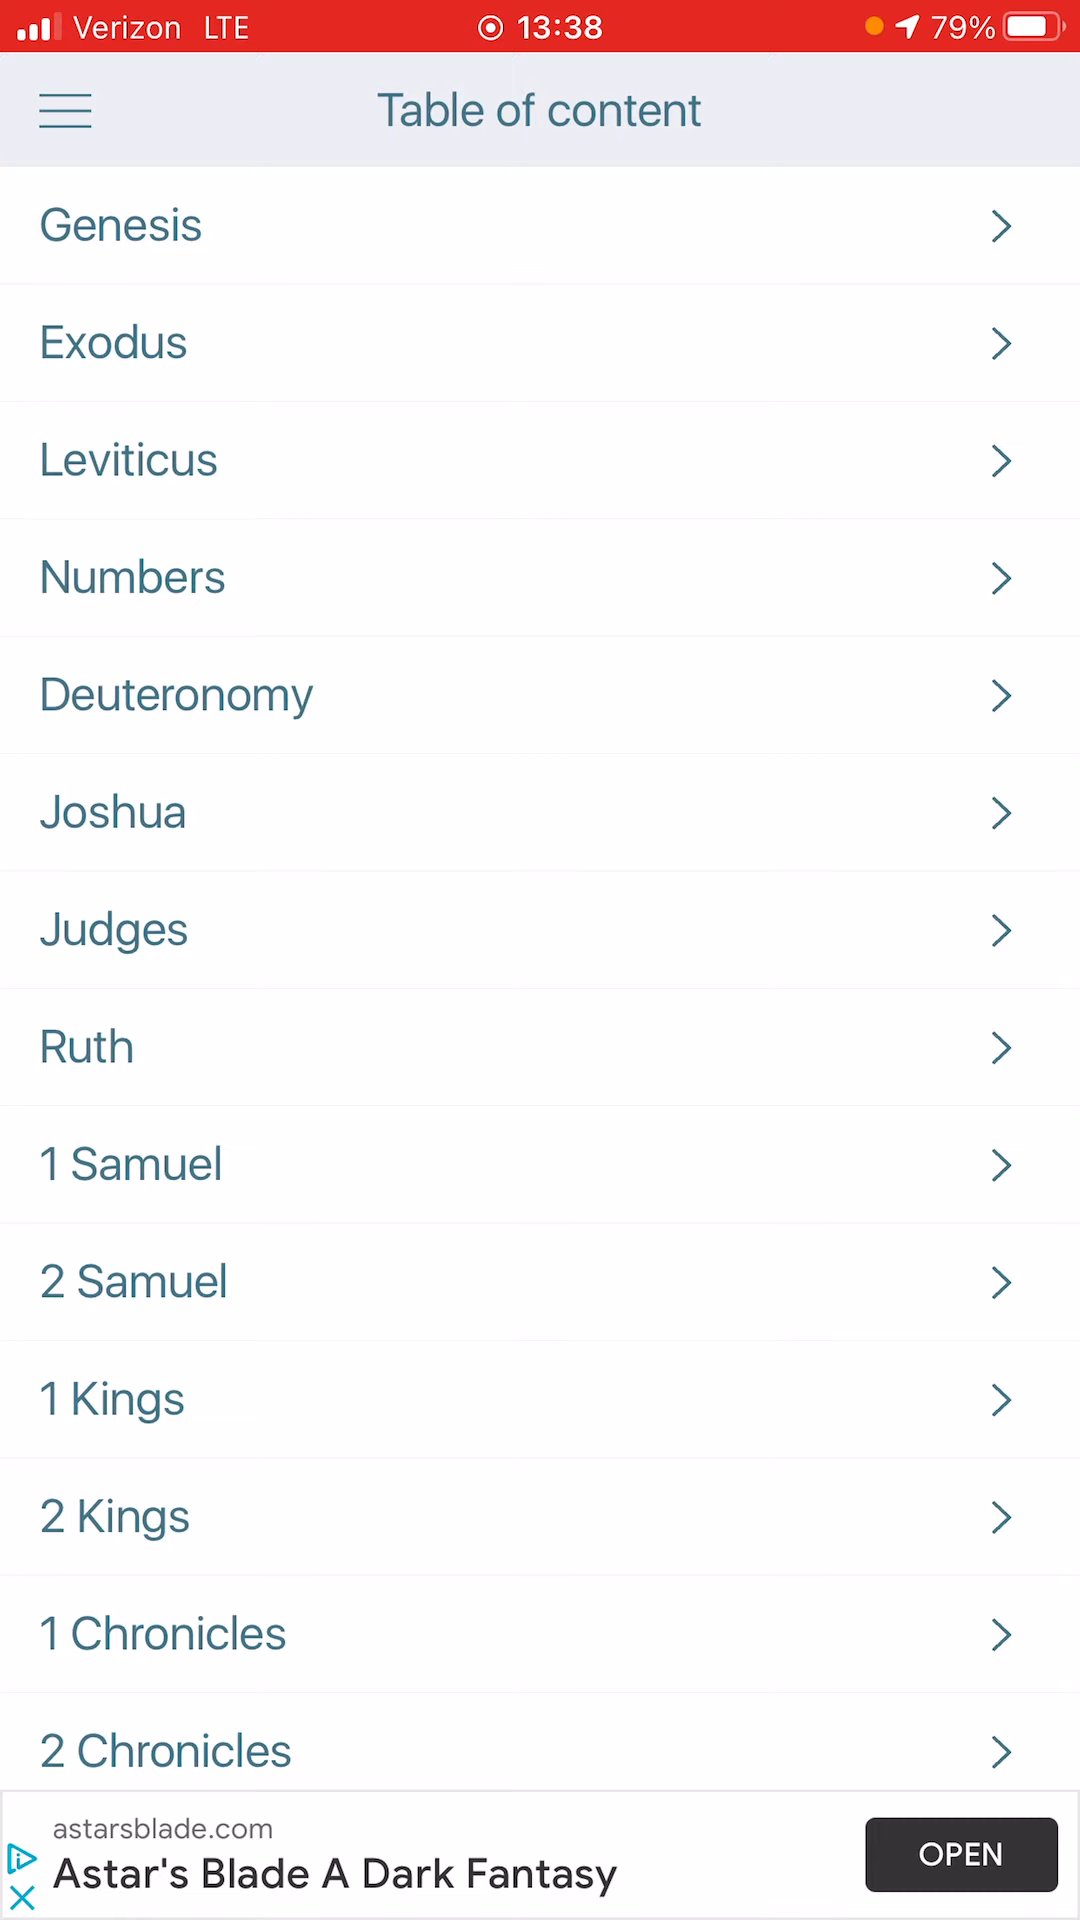 Verizon LTE 13:38 79%
Table of content
Genesis
Exodus
Leviticus
Numbers
Deuteronomy
Joshua
Judges
Ruth
1 Samuel
2 Samuel
1 Kings
2 Kings
1 Chronicles
2 Chronicles
astarsblade.com
Astar's Blade A Dark Fantasy
OPEN